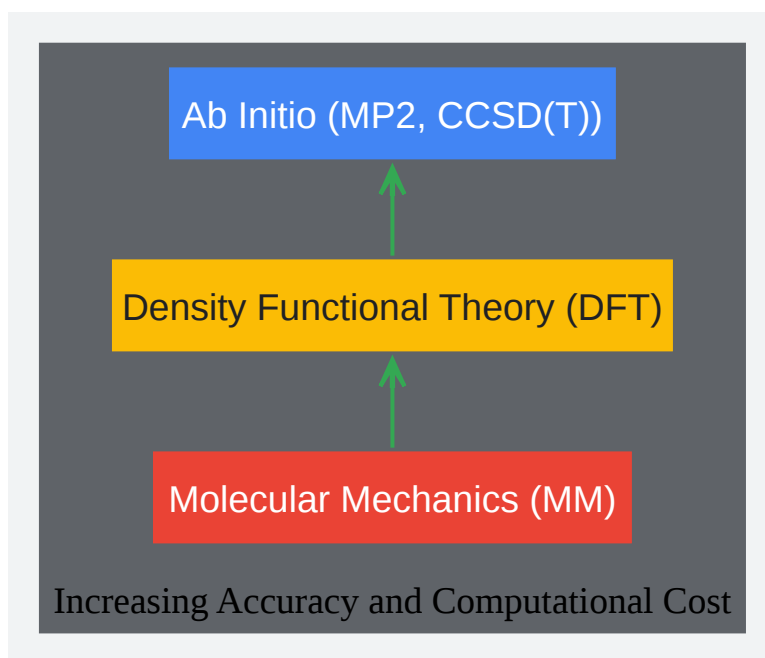 Ab Initio (MP2, CCSD(T))
Density Functional Theory (DFT)
Molecular Mechanics (MM)
Increasing Accuracy and Computational Cost